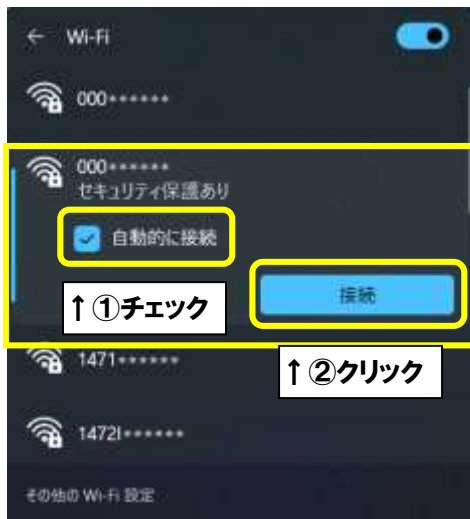 ← Wi-Fi
000******
000******
セキュリティ保護あり
自動的に接続
接続
↑①チェック
↑②クリック
1471******
1472l******
その他の Wi-Fi 設定